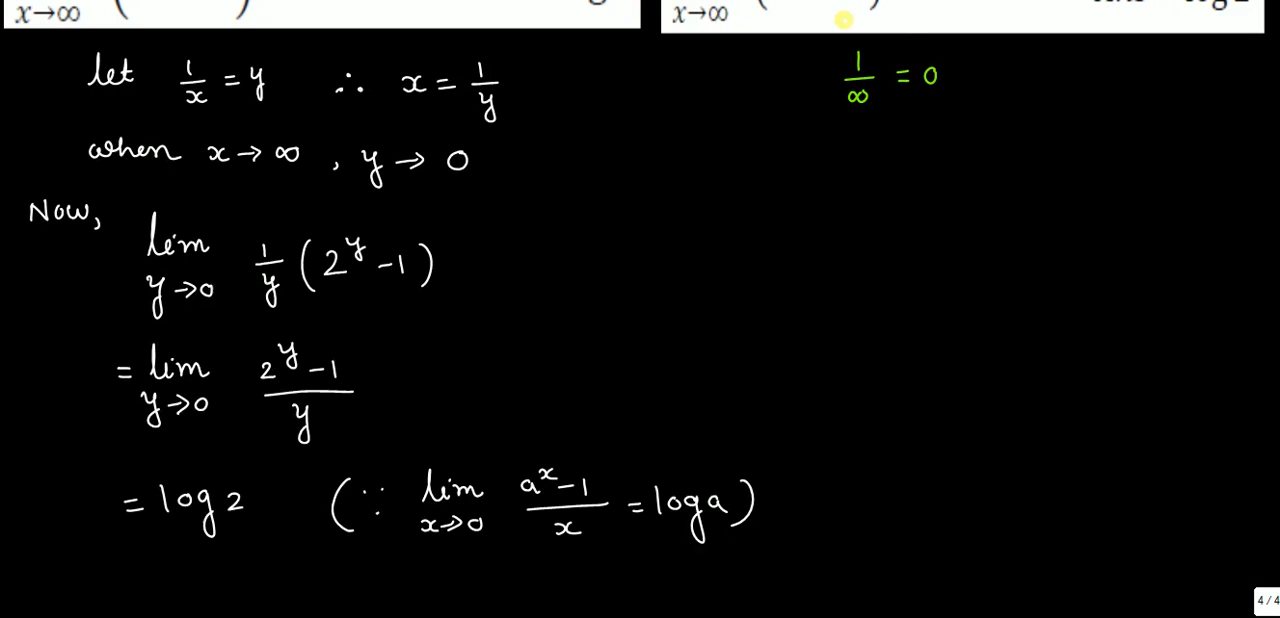 x→∞ ( )
x→∞ ( )
let 1/x = y ∴ x = 1/y
1/∞ = 0
when x → ∞ , y → 0
Now,
lim y→0 1/y (2^y - 1)
= lim y→0 (2^y - 1)/y
= log 2 (∵ lim x→0 (a^x - 1)/x = log a)
4 / 4